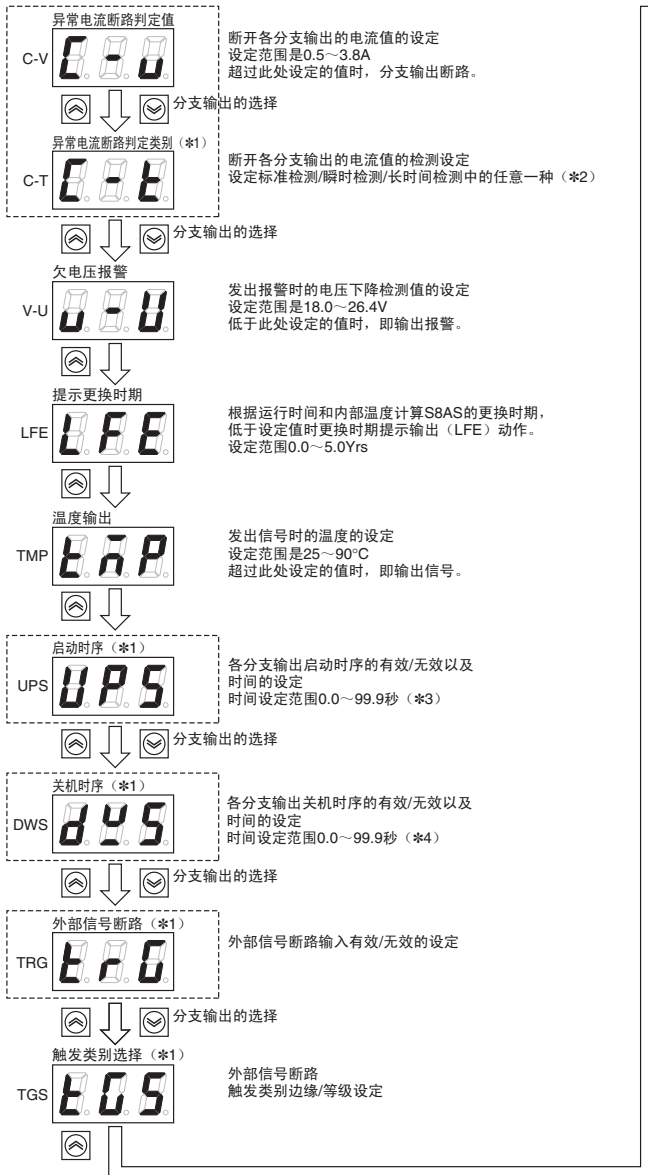 异常电流断路判定值
C-V
C-u
断开各分支输出的电流值的设定
设定范围是0.5～3.8A
超过此处设定的值时，分支输出断路。
分支输出的选择
异常电流断路判定类别（✽1）
C-T
C-t
断开各分支输出的电流值的检测设定
设定标准检测/瞬时检测/长时间检测中的任意一种（✽2）
分支输出的选择
欠电压报警
V-U
u-U
发出报警时的电压下降检测值的设定
设定范围是18.0～26.4V
低于此处设定的值时，即输出报警。
提示更换时期
LFE
LFE
根据运行时间和内部温度计算S8AS的更换时期，
低于设定值时更换时期提示输出（LFE）动作。
设定范围0.0～5.0Yrs
温度输出
TMP
tmP
发出信号时的温度的设定
设定范围是25～90°C
超过此处设定的值时，即输出信号。
启动时序（✽1）
UPS
UPS
各分支输出启动时序的有效/无效以及
时间的设定
时间设定范围0.0～99.9秒（✽3）
分支输出的选择
关机时序（✽1）
DWS
dwS
各分支输出关机时序的有效/无效以及
时间的设定
时间设定范围0.0～99.9秒（✽4）
分支输出的选择
外部信号断路（✽1）
TRG
trG
外部信号断路输入有效/无效的设定
分支输出的选择
触发类别选择（✽1）
TGS
tGS
外部信号断路
触发类别边缘/等级设定